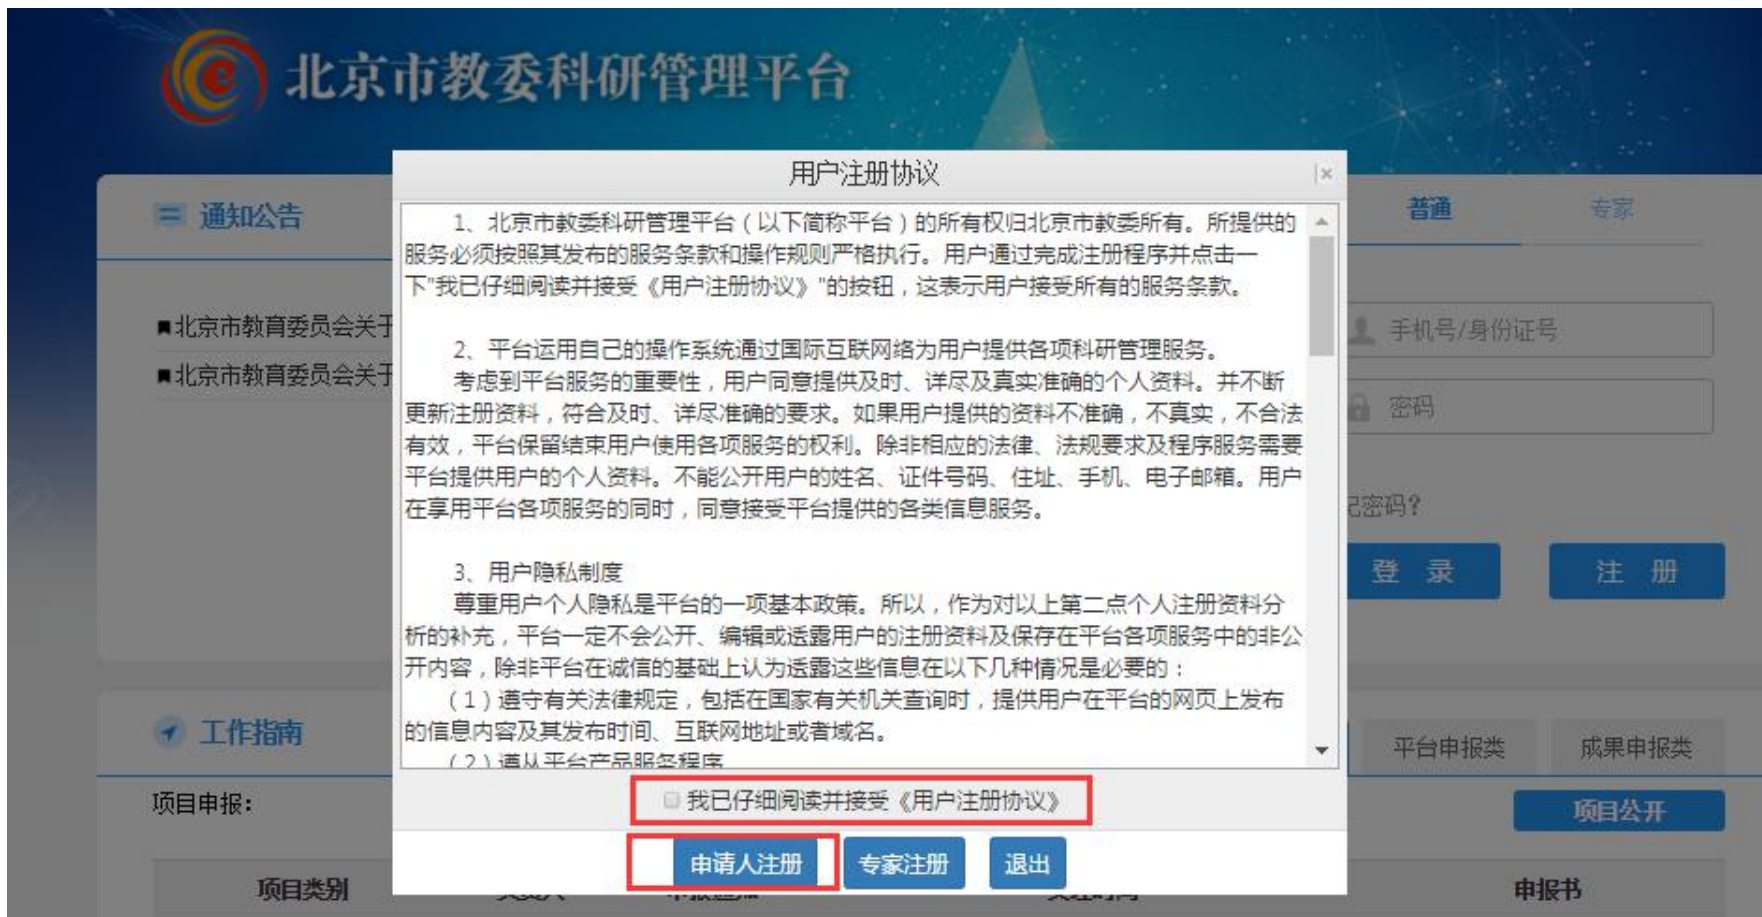 北京市教委科研管理平台
用户注册协议
通知公告
普通
专家
1、北京市教委科研管理平台（以下简称平台）的所有权归北京市教委所有。所提供的
服务必须按照其发布的服务条款和操作规则严格执行。用户通过完成注册程序并点击一
下"我已仔细阅读并接受《用户注册协议》"的按钮，这表示用户接受所有的服务条款。
■北京市教育委员会关于
手机号/身份证号
2、平台运用自己的操作系统通过国际互联网络为用户提供各项科研管理服务。
■北京市教育委员会关于
考虑到平台服务的重要性，用户同意提供及时、详尽及真实准确的个人资料。并不断
更新注册资料，符合及时、详尽准确的要求。如果用户提供的资料不准确，不真实，不合法
密码
有效，平台保留结束用户使用各项服务的权利。除非相应的法律、法规要求及程序服务需要
平台提供用户的个人资料。不能公开用户的姓名、证件号码、住址、手机、电子邮箱。用户
在享用平台各项服务的同时，同意接受平台提供的各类信息服务。
密码?
3、用户隐私制度
登 录
注 册
尊重用户个人隐私是平台的一项基本政策。所以，作为对以上第二点个人注册资料分
析的补充，平台一定不会公开、编辑或透露用户的注册资料及保存在平台各项服务中的非公
开内容，除非平台在诚信的基础上认为透露这些信息在以下几种情况是必要的：
（1）遵守有关法律规定，包括在国家有关机关查询时，提供用户在平台的网页上发布
的信息内容及其发布时间、互联网地址或者域名。
（2）遵从平台产品服务程序
工作指南
平台申报类
成果申报类
项目申报:
我已仔细阅读并接受《用户注册协议》
项目公开
申请人注册
专家注册
退出
项目类别
申报书